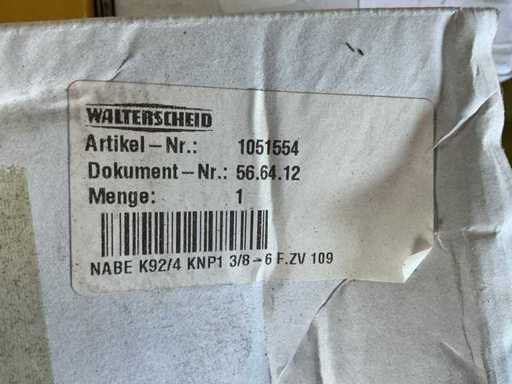 WALTERSCHEID
Artikel-Nr.: 1051554
Dokument-Nr.: 56.64.12
Menge: 1
NABE K92/4 KNP1 3/8-6 F.ZV 109